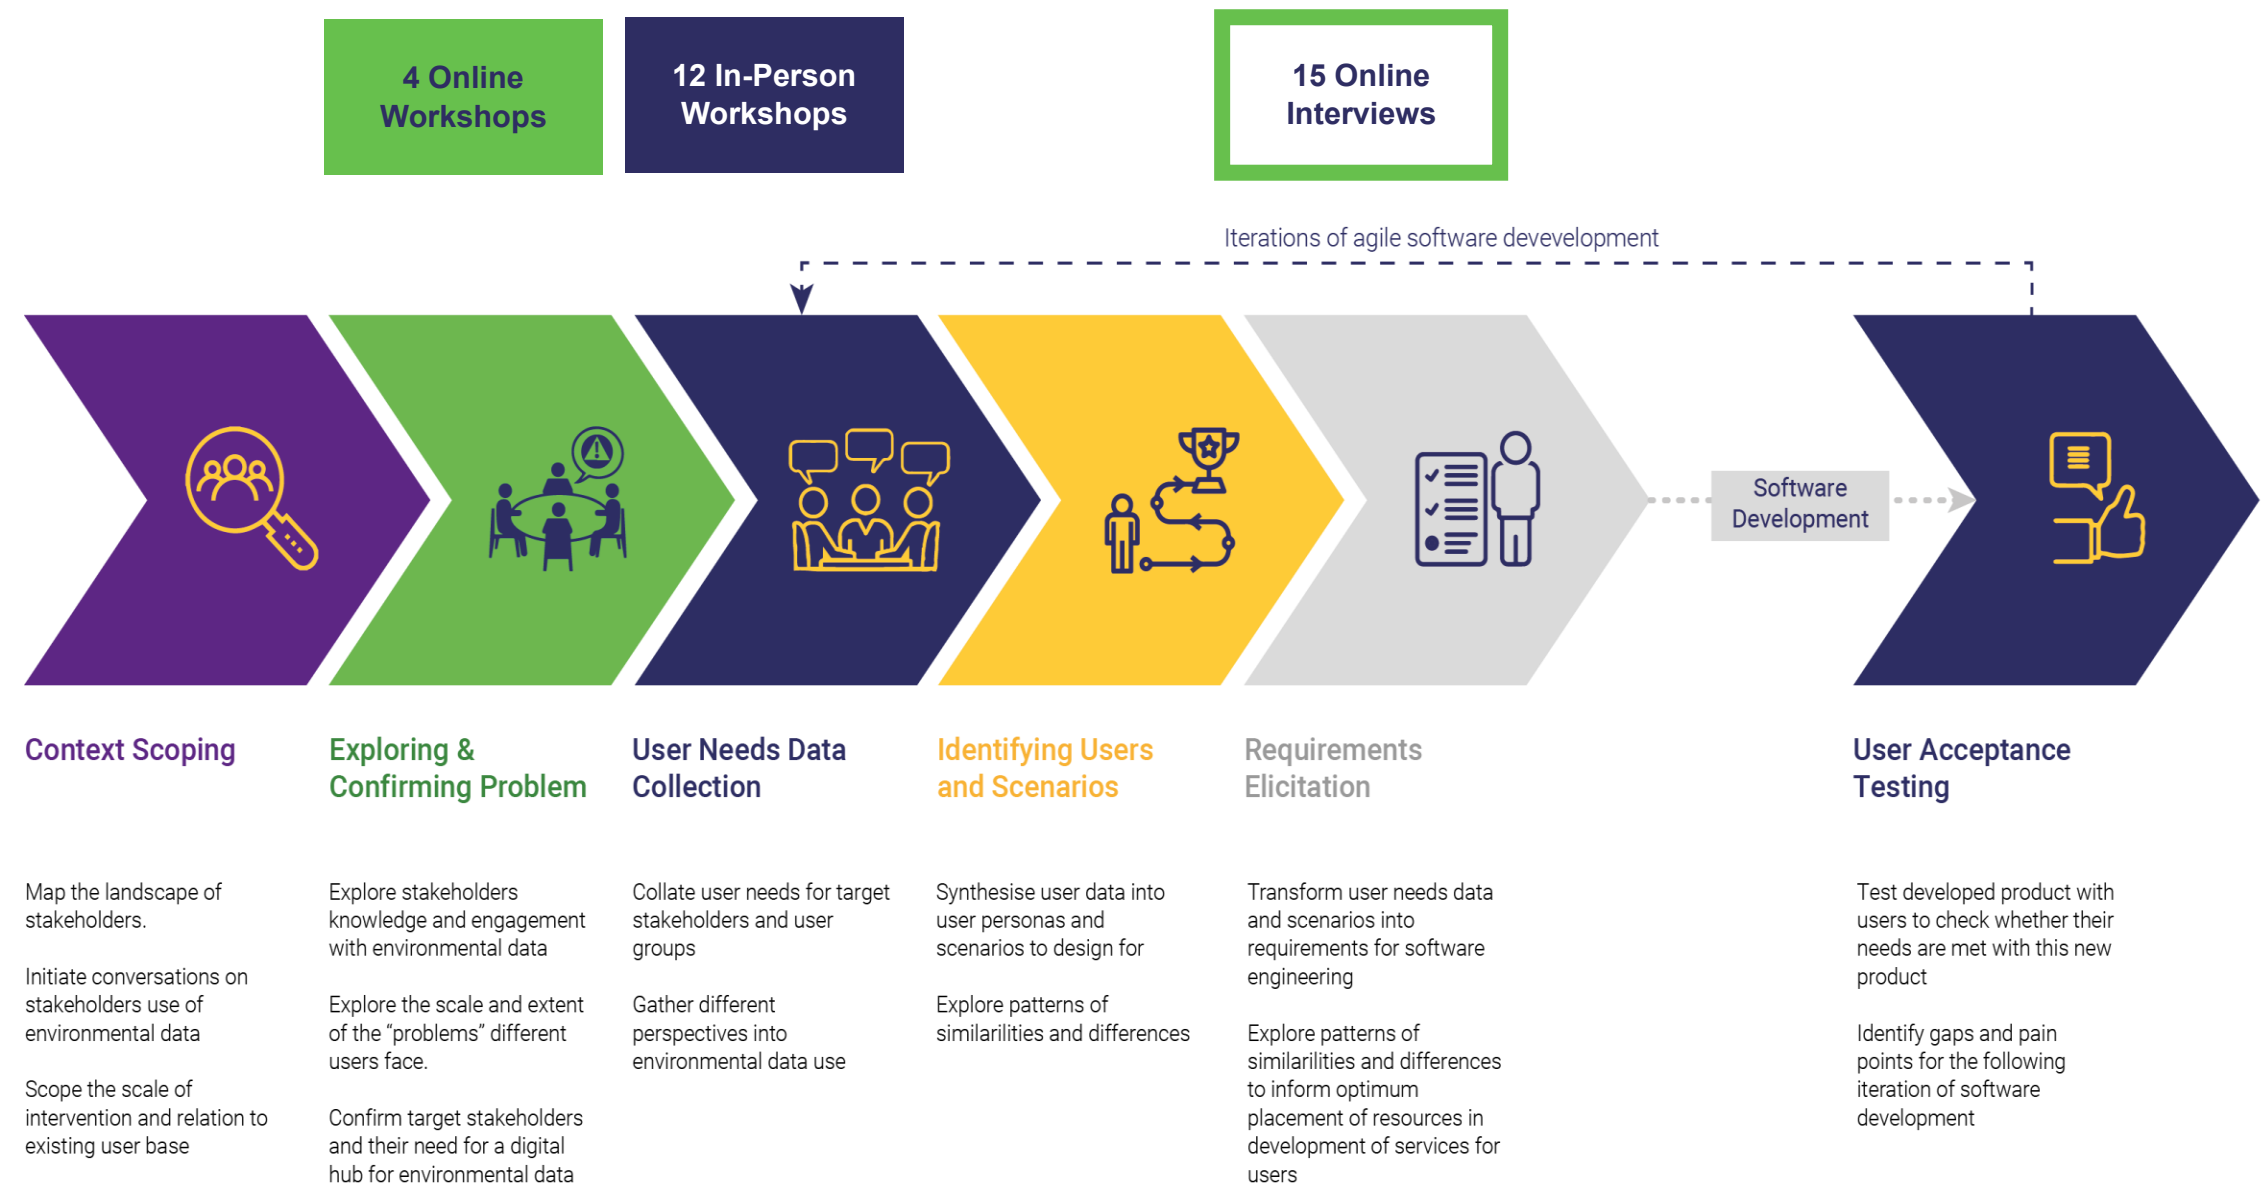 4 Online
Workshops
12 In-Person
Workshops
15 Online
Interviews
Iterations of agile software devevelopment
Software
Development
Context Scoping
Map the landscape of
stakeholders.
Initiate conversations on
stakeholders use of
environmental data
Scope the scale of
intervention and relation to
existing user base
Exploring &
Confirming Problem
Explore stakeholders
knowledge and engagement
with environmental data
Explore the scale and extent
of the “problems” different
users face.
Confirm target stakeholders
and their need for a digital
hub for environmental data
User Needs Data
Collection
Collate user needs for target
stakeholders and user
groups
Gather different
perspectives into
environmental data use
Identifying Users
and Scenarios
Synthesise user data into
user personas and
scenarios to design for
Explore patterns of
similarilities and differences
Requirements
Elicitation
Transform user needs data
and scenarios into
requirements for software
engineering
Explore patterns of
similarilities and differences
to inform optimum
placement of resources in
development of services for
users
User Acceptance
Testing
Test developed product with
users to check whether their
needs are met with this new
product
Identify gaps and pain
points for the following
iteration of software
development